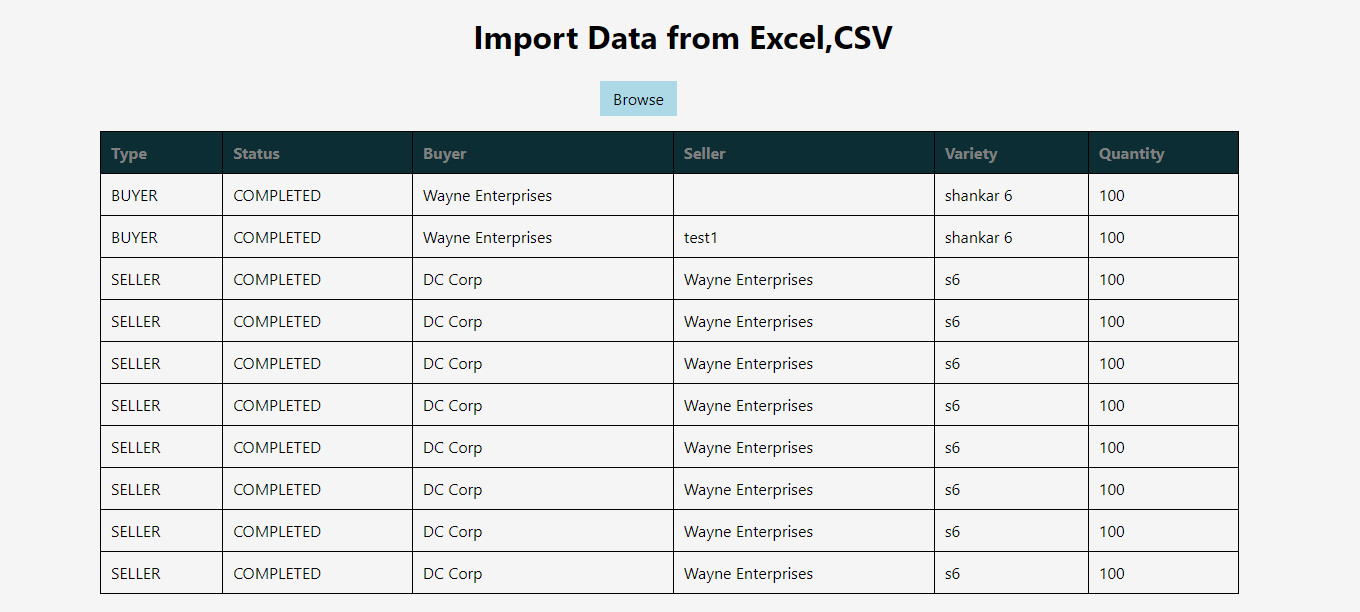 Import Data from Excel,CSV
Browse
Type Status Buyer Seller Variety Quantity
BUYER COMPLETED Wayne Enterprises shankar 6 100
BUYER COMPLETED Wayne Enterprises test1 shankar 6 100
SELLER COMPLETED DC Corp Wayne Enterprises s6 100
SELLER COMPLETED DC Corp Wayne Enterprises s6 100
SELLER COMPLETED DC Corp Wayne Enterprises s6 100
SELLER COMPLETED DC Corp Wayne Enterprises s6 100
SELLER COMPLETED DC Corp Wayne Enterprises s6 100
SELLER COMPLETED DC Corp Wayne Enterprises s6 100
SELLER COMPLETED DC Corp Wayne Enterprises s6 100
SELLER COMPLETED DC Corp Wayne Enterprises s6 100